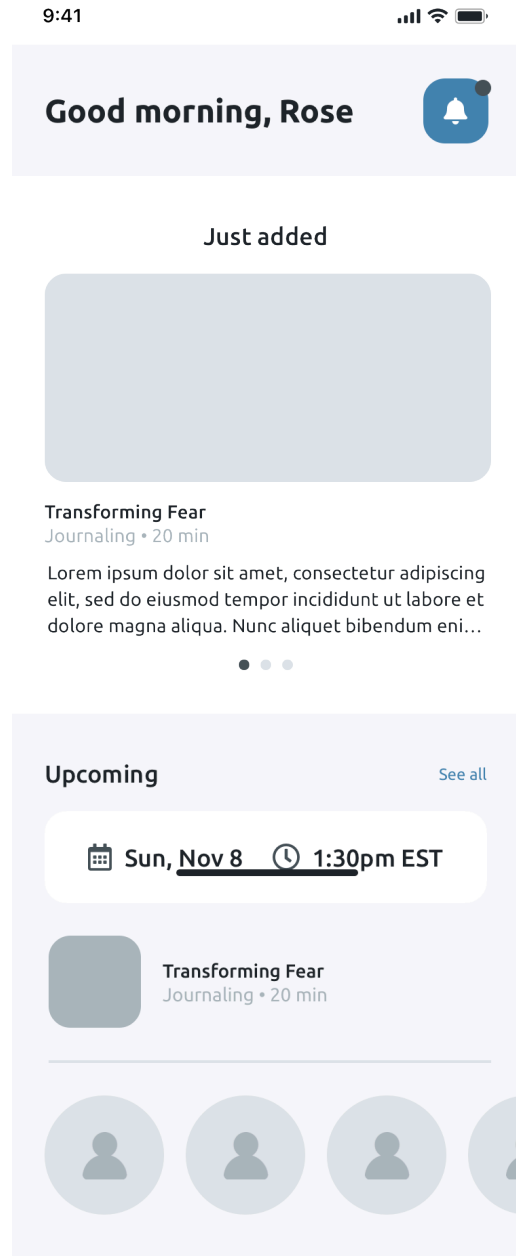 9:41
Good morning, Rose
Just added
Transforming Fear
Journaling • 20 min
Lorem ipsum dolor sit amet, consectetur adipiscing
elit, sed do eiusmod tempor incididunt ut labore et
dolore magna aliqua. Nunc aliquet bibendum eni...
Upcoming See all
Sun, Nov 8 1:30pm EST
Transforming Fear
Journaling • 20 min